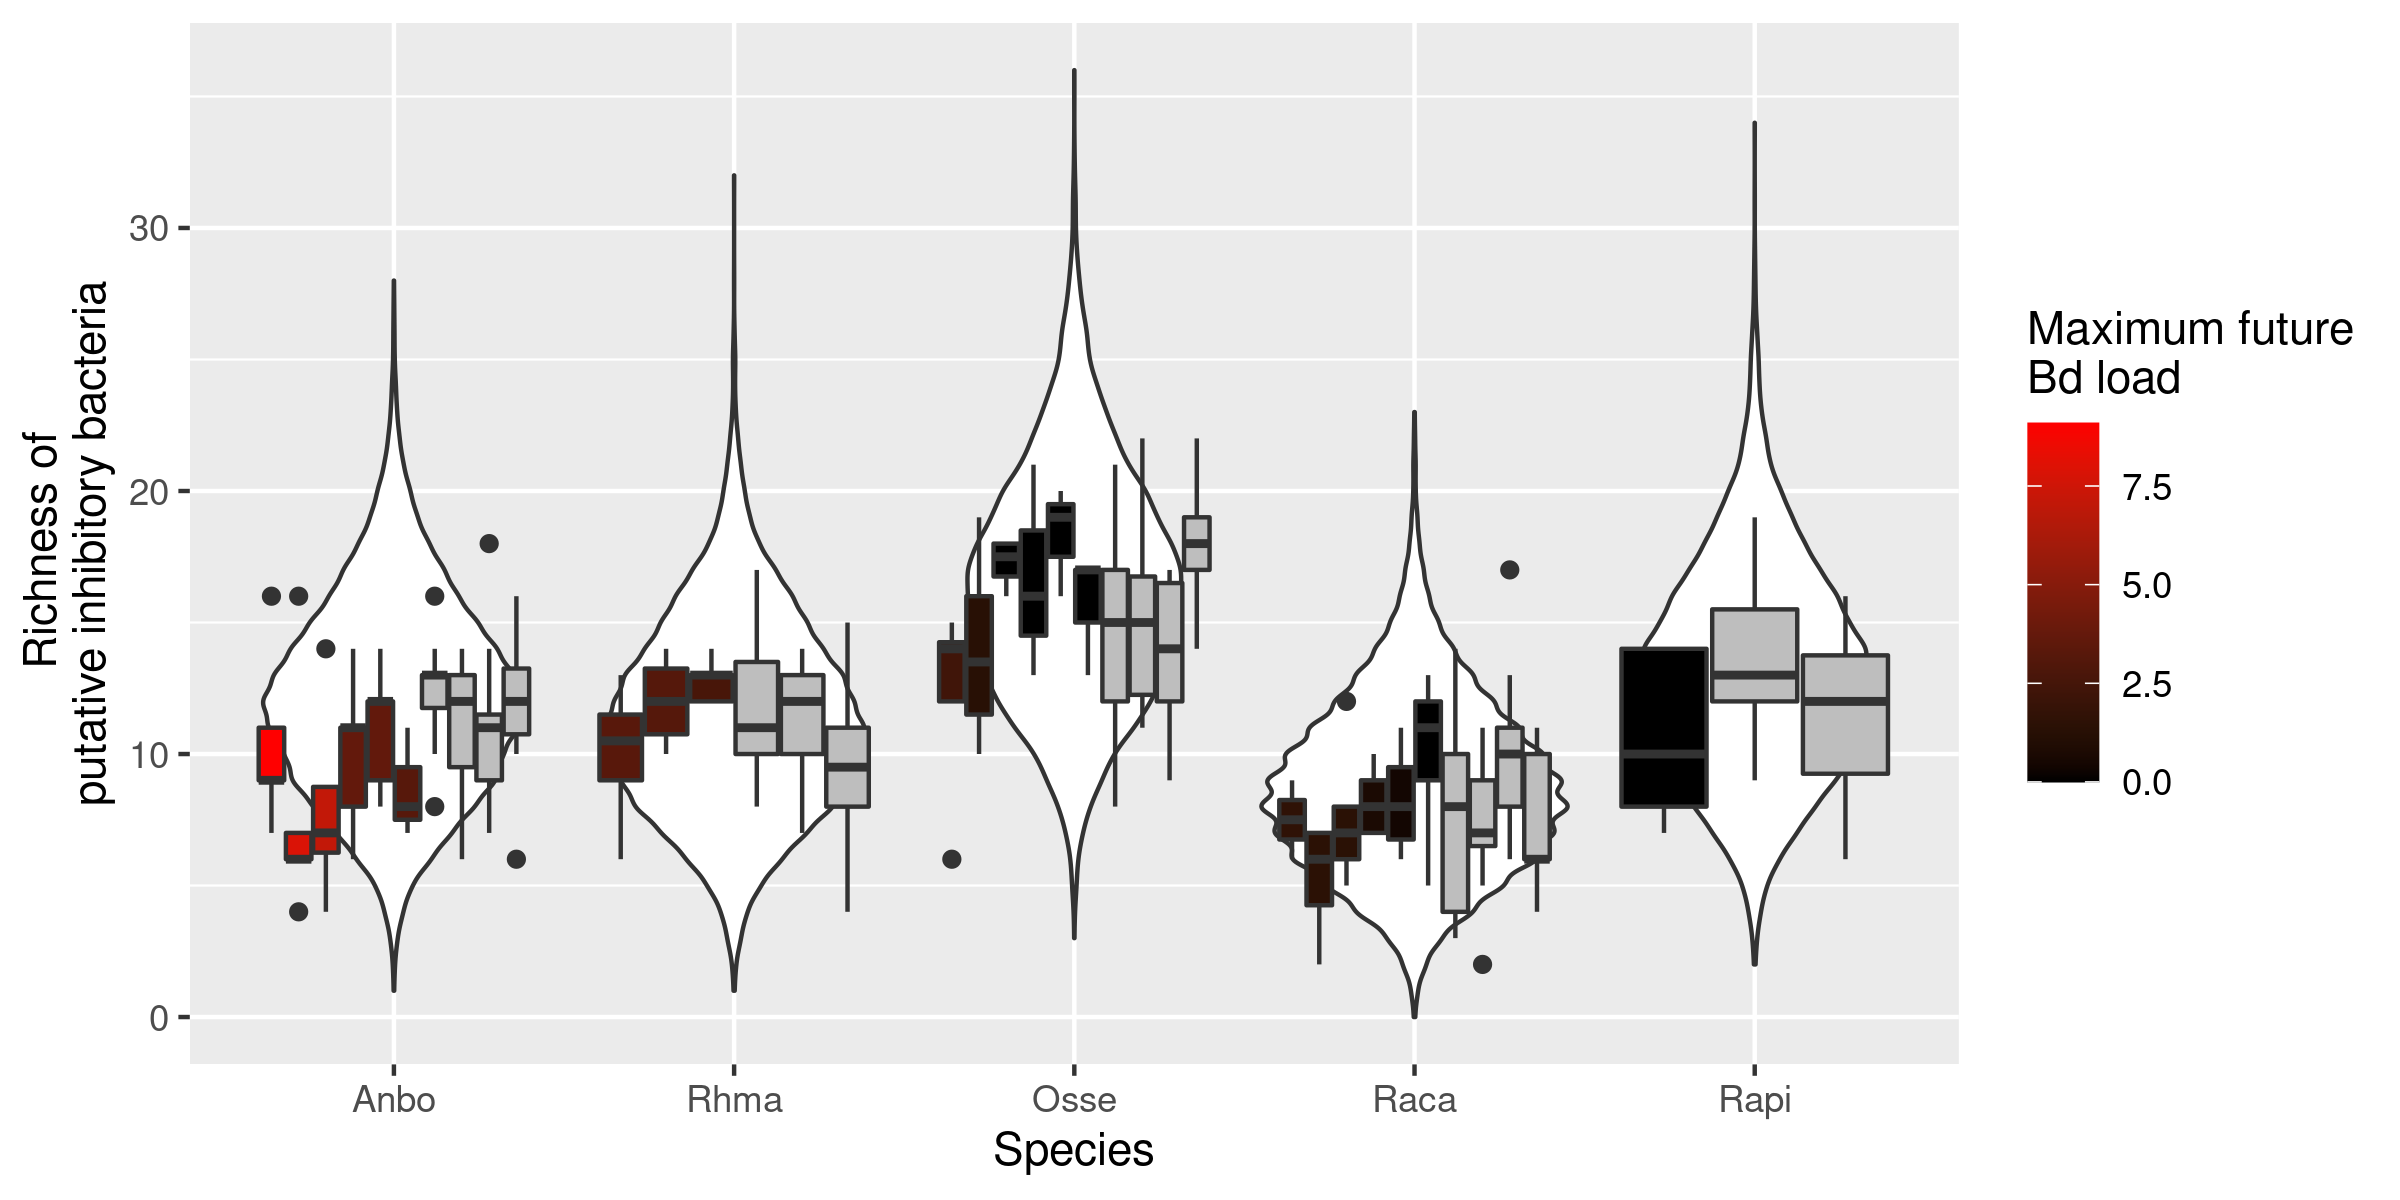 Richness of
putative inhibitory bacteria
30
20
10
0
Anbo
Rhma
Osse
Raca
Rapi
Species
Maximum future
Bd load
7.5
5.0
2.5
0.0